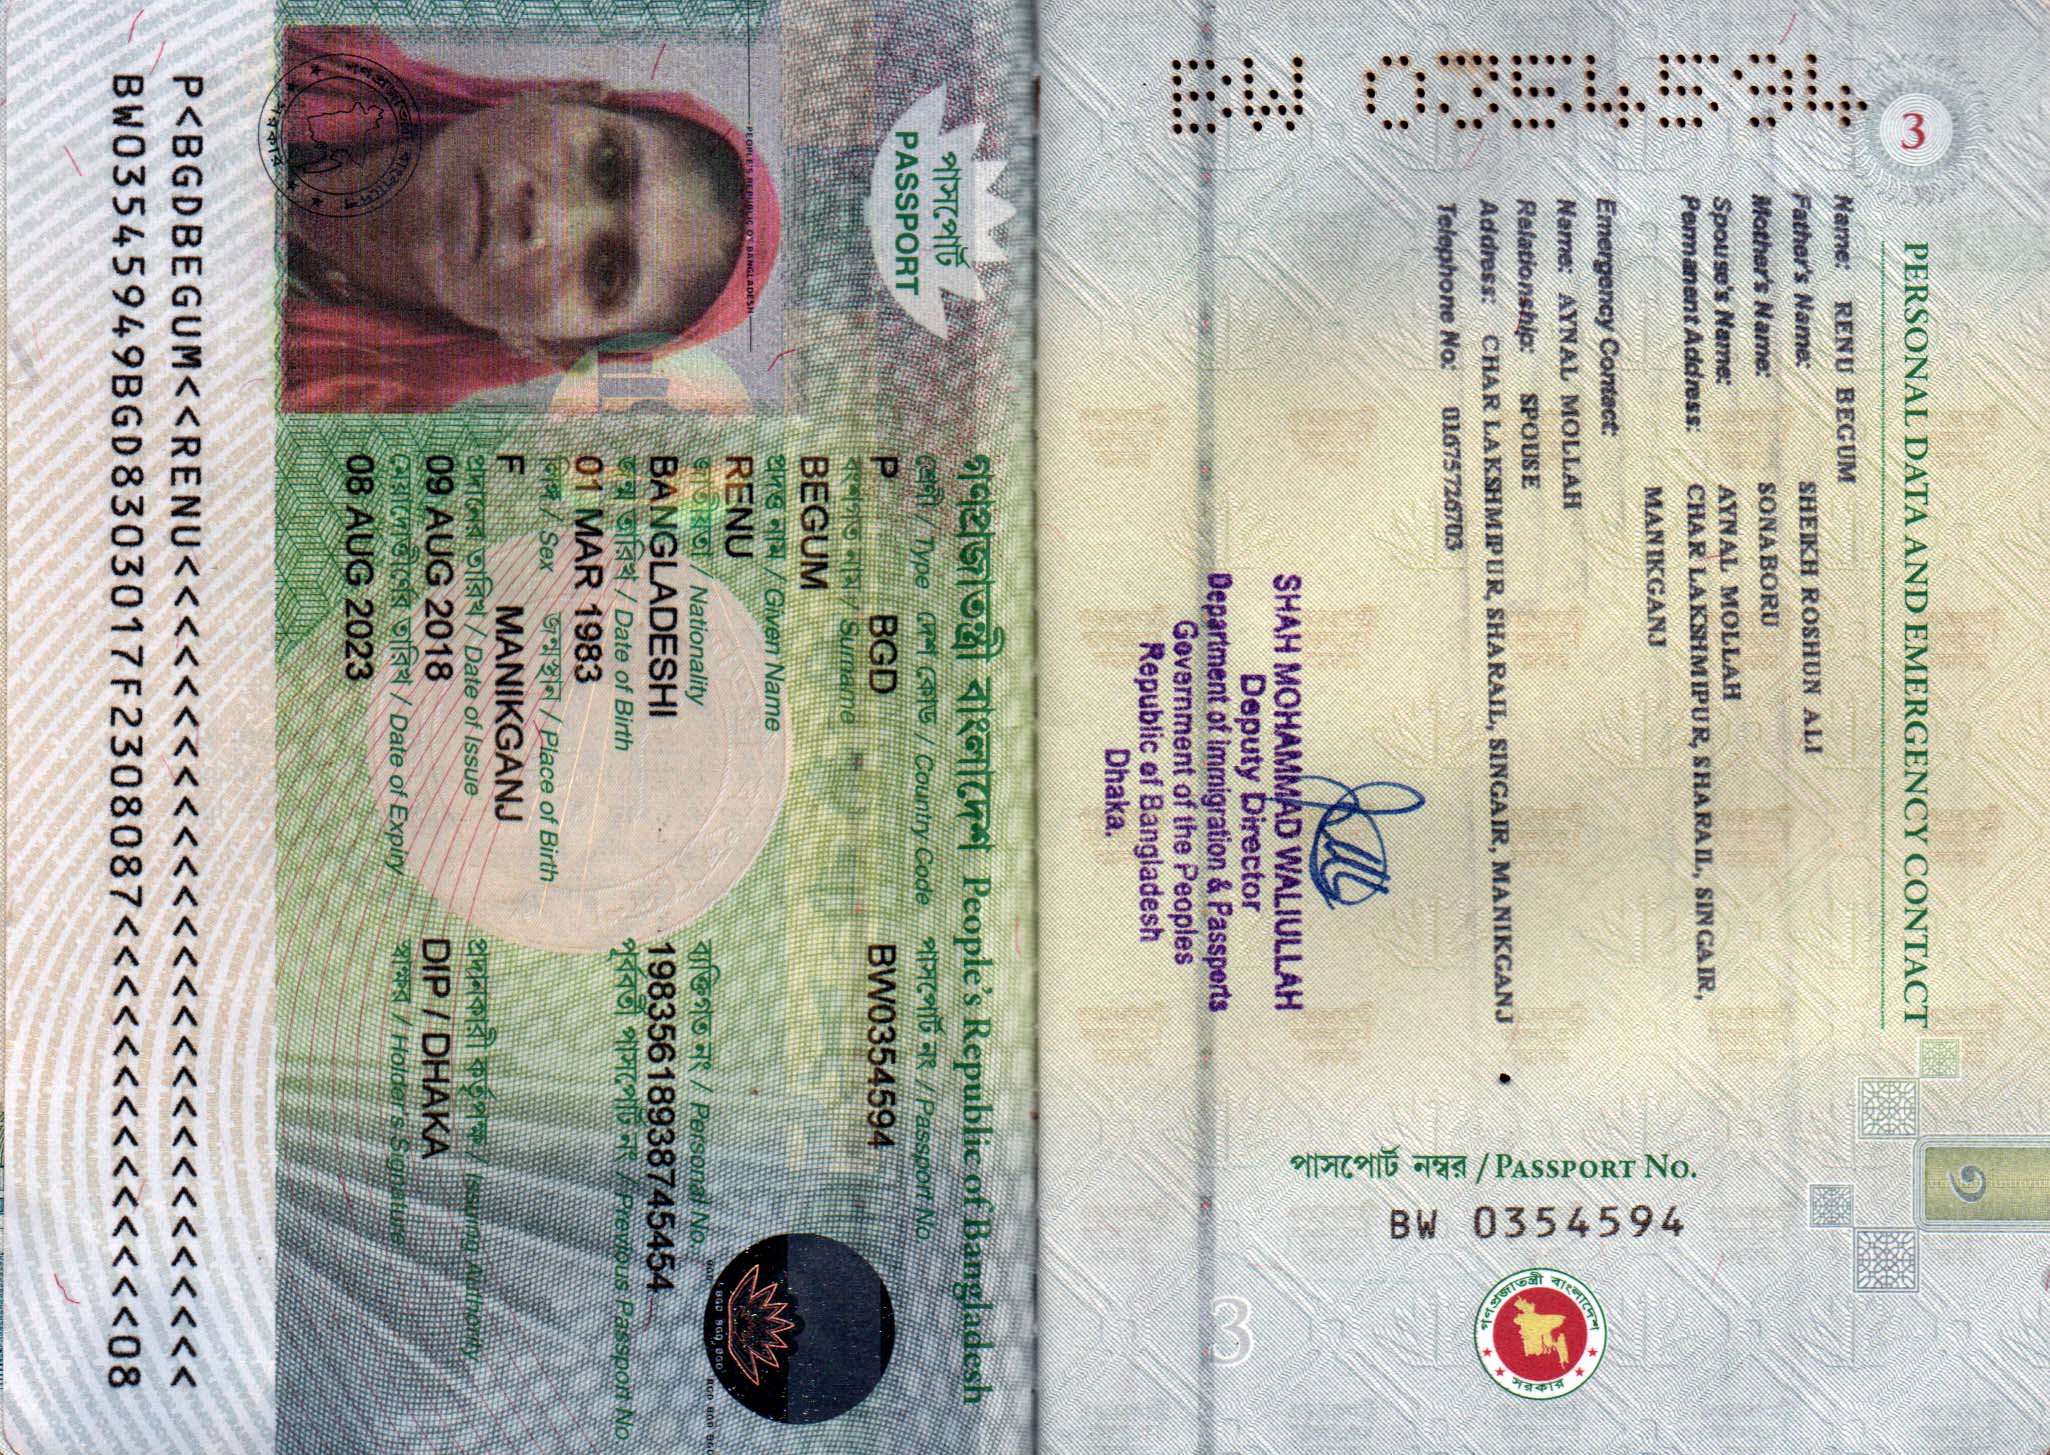 PERSONAL DATA AND EMERGENCY CONTACT
3
Name: RENU BEGUM
Father's Name: SHEIKH ROSHUN ALI
Mother's Name: SONABORU
Spouse's Name: AYNAL MOLLAH
Permanent Address: CHAR LAKSHMIPUR, SHARAIL, SINGAIR,
MANIKGANJ
Emergency Contact:
Name: AYNAL MOLLAH
Relationship: SPOUSE
Address: CHAR LAKSHMIPUR, SHARAIL, SINGAIR, MANIKGANJ
Telephone No: 01675726703
SHAH MOHAMMAD WALIULLAH
Deputy Director
Department of Immigration & Passports
Government of the Peoples
Republic of Bangladesh
Dhaka.
BW 0354594
পাসপোর্ট নম্বর / PASSPORT NO.
BW 0354594
গণপ্রজাতন্ত্রী বাংলাদেশ
সরকার
3
গণপ্রজাতন্ত্রী বাংলাদেশ People's Republic of Bangladesh
পাসপোর্ট
PASSPORT
শ্রেণী / Type দেশ কোড / Country Code পাসপোর্ট নং / Passport No.
P BGD BW0354594
বংশগত নাম / Surname
BEGUM
প্রদত্ত নাম / Given Name
RENU
জাতীয়তা / Nationality ব্যক্তিগত নং / Personal No.
BANGLADESHI 19835618938745454
জন্ম তারিখ / Date of Birth পূর্ববর্তী পাসপোর্ট নং / Previous Passport No.
01 MAR 1983
লিঙ্গ / Sex জন্মস্থান / Place of Birth
F MANIKGANJ
প্রদানের তারিখ / Date of Issue প্রদানকারী কর্তৃপক্ষ / Issuing Authority
09 AUG 2018 DIP / DHAKA
মেয়াদোত্তীর্ণের তারিখ / Date of Expiry স্বাক্ষর / Holder's Signature
08 AUG 2023
PEOPLE'S REPUBLIC OF BANGLADESH
P<BGDBEGUM<<RENU<<<<<<<<<<<<<<<<<<<<<<<<<<<<
BW03545949BGD8303017F2308087<<<<<<<<<<<<<<08